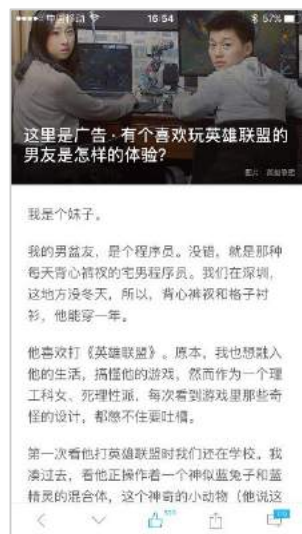 中国移动 16:54 57%
这里是广告·有个喜欢玩英雄联盟的
男友是怎样的体验?
图片:英雄联盟
我是个妹子。
我的男盆友,是个程序员。没错,就是那种
每天背心裤衩的宅男程序员。我们在深圳,
这地方没冬天,所以,背心裤衩和格子衬
衫,他能穿一年。
他喜欢打《英雄联盟》。原本,我也想融入
他的生活,搞懂他的游戏,然而作为一个理
工科女、死理性派,每次看到游戏里那些奇
怪的设计,都憋不住要吐槽。
第一次看他打英雄联盟时我们还在学校。我
凑过去,看他正操作着一个神似蓝兔子和蓝
精灵的混合体,这个神奇的小动物(他说这